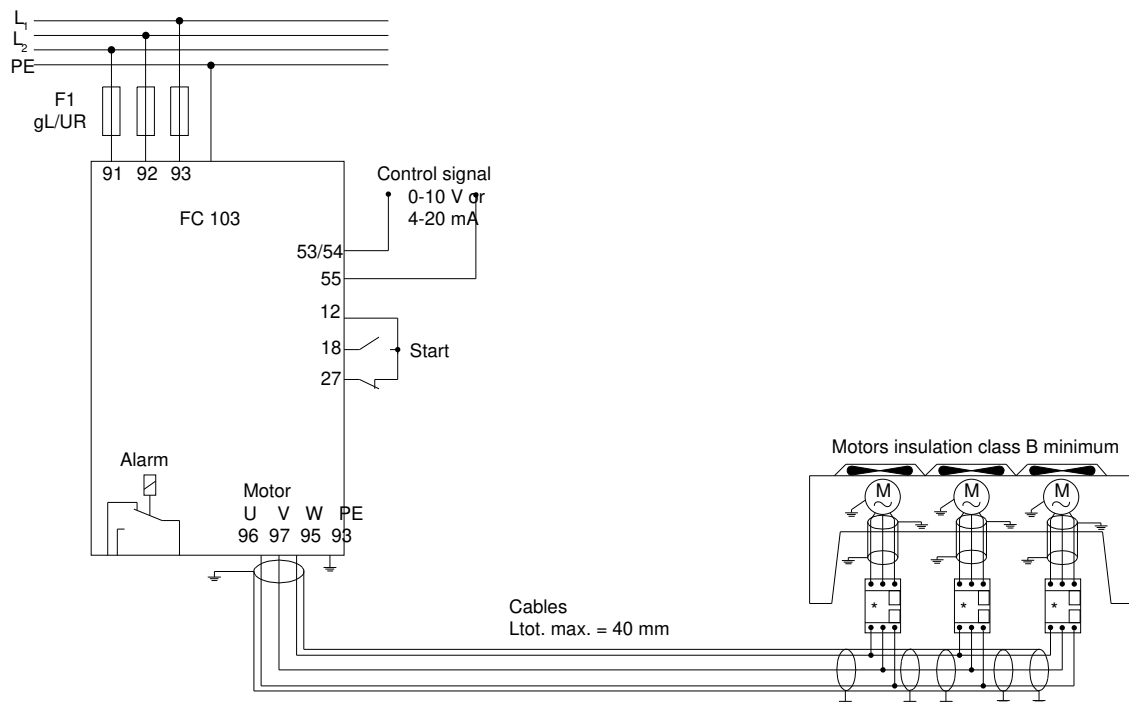 L1
L2
PE
F1
gL/UR
91 92 93
FC 103
Control signal
0-10 V or
4-20 mA
53/54
55
12
18
Start
27
Alarm
Motor
U V W PE
96 97 95 93
Motors insulation class B minimum
M M M
* * *
Cables
Ltot. max. = 40 mm